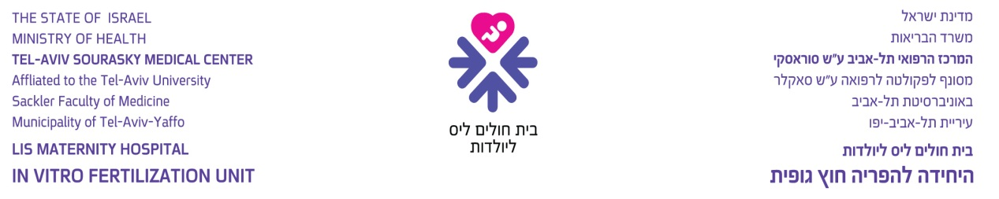 THE STATE OF ISRAEL
MINISTRY OF HEALTH
TEL-AVIV SOURASKY MEDICAL CENTER
Affliated to the Tel-Aviv University
Sackler Faculty of Medicine
Municipality of Tel-Aviv-Yaffo
LIS MATERNITY HOSPITAL
IN VITRO FERTILIZATION UNIT
בית חולים ליס
ליולדות
מדינת ישראל
משרד הבריאות
המרכז הרפואי תל-אביב ע"ש סוראסקי
מסונף לפקולטה לרפואה ע"ש סאקלר
באוניברסיטת תל-אביב
עיריית תל-אביב-יפו
בית חולים ליס ליולדות
היחידה להפריה חוץ גופית